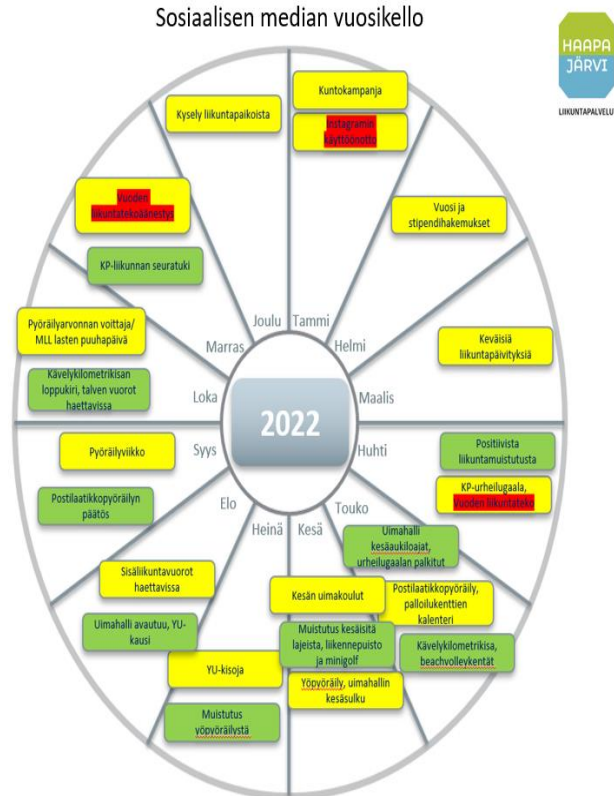 Sosiaalisen median vuosikello
HAAPA
JÄRVI
LIIKUNTAPALVELU
Kysely liikuntapaikoista
Kuntokampanja
Instagramin
käyttöönotto
Vuoden
liikuntatekoäänestys
KP-liikunnan seuratuki
Vuosi ja
stipendihakemukset
Pyöräilyarvonnan voittaja/
MLL lasten puuhapäivä
Kävelykilometrikisan
loppukiri, talven vuorot
haettavissa
Keväisiä
liikuntapäivityksiä
Joulu
Tammi
Marras
Helmi
Loka
Maalis
2022
Syys
Huhti
Elo
Touko
Heinä
Kesä
Pyöräilyviikko
Postilaatikkopyöräilyn
päätös
Positiivista
liikuntamuistutusta
KP-urheilugaala,
Vuoden liikuntateko
Uimahalli
kesäaukiloajat,
urheilugaalan palkitut
Sisäliikuntavuorot
haettavissa
Uimahalli avautuu, YU-
kausi
Kesän uimakoulut
Postilaatikkopyöräily,
palloilukenttien
kalenteri
Muistutus kesäisitä
lajeista, liikennepuisto
ja minigolf
Kävelykilometrikisa,
beachvolleykentät
YU-kisoja
Yöpyöräily, uimahallin
kesäsulku
Muistutus
yöpyöräilystä